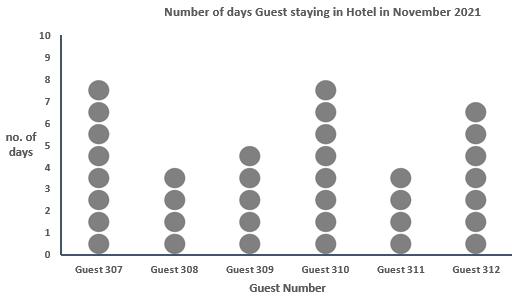 Number of days Guest staying in Hotel in November 2021
10
9
8
7
6
5
4
3
2
1
0
no. of
days
Guest 307 Guest 308 Guest 309 Guest 310 Guest 311 Guest 312
Guest Number